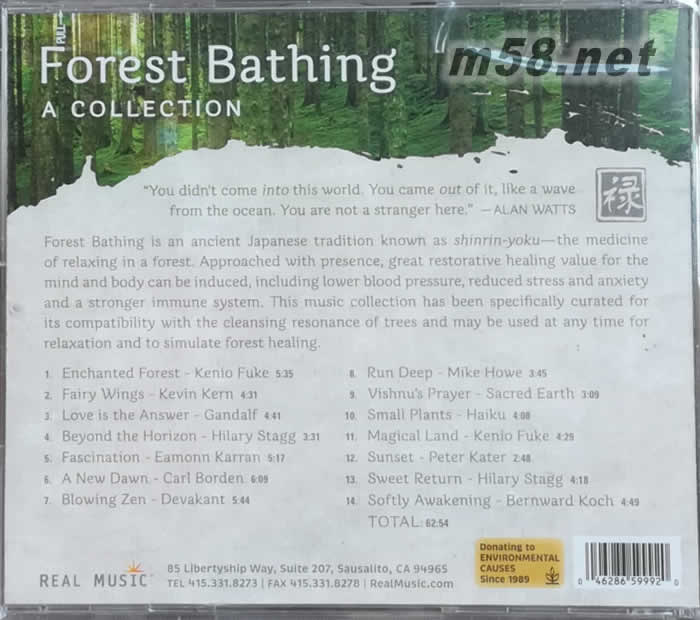 PULL
m58.net
Forest Bathing
A COLLECTION
"You didn't come into this world. You came out of it, like a wave
from the ocean. You are not a stranger here." —ALAN WATTS
禄
Forest Bathing is an ancient Japanese tradition known as shinrin-yoku—the medicine
of relaxing in a forest. Approached with presence, great restorative healing value for the
mind and body can be induced, including lower blood pressure, reduced stress and anxiety
and a stronger immune system. This music collection has been specifically curated for
its compatibility with the cleansing resonance of trees and may be used at any time for
relaxation and to simulate forest healing.
1. Enchanted Forest - Kenio Fuke 5:35
2. Fairy Wings - Kevin Kern 4:31
3. Love is the Answer - Gandalf 4:41
4. Beyond the Horizon - Hilary Stagg 3:31
5. Fascination - Eamonn Karran 5:17
6. A New Dawn - Carl Borden 6:09
7. Blowing Zen - Devakant 5:44
8. Run Deep - Mike Howe 3:45
9. Vishnu's Prayer - Sacred Earth 3:09
10. Small Plants - Haiku 4:08
11. Magical Land - Kenio Fuke 4:25
12. Sunset - Peter Kater 2:48
13. Sweet Return - Hilary Stagg 4:18
14. Softly Awakening - Bernward Koch 4:49
TOTAL: 62:54
REAL MUSIC
85 Libertyship Way, Suite 207, Sausalito, CA 94965
TEL 415.331.8273 | FAX 415.331.8278 | RealMusic.com
Donating to
ENVIRONMENTAL
CAUSES
Since 1989
0 46286 59992 0